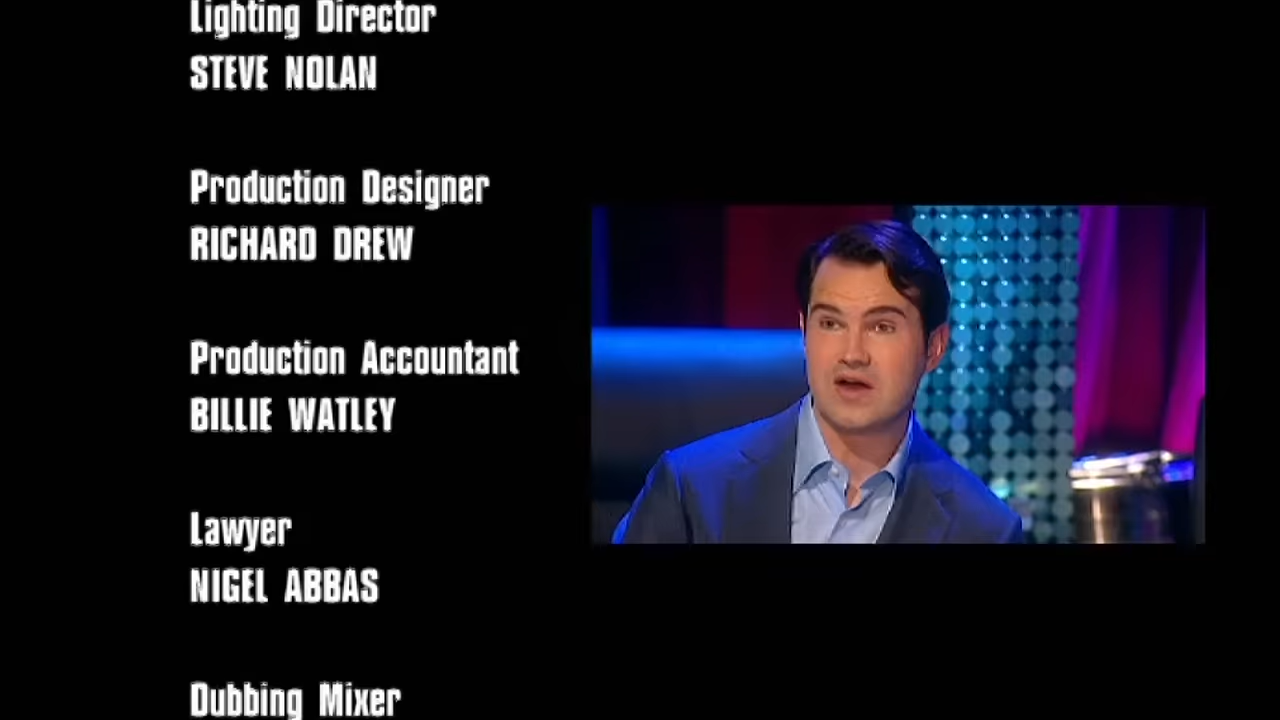 Lighting Director
STEVE NOLAN
Production Designer
RICHARD DREW
Production Accountant
BILLIE WATLEY
Lawyer
NIGEL ABBAS
Dubbing Mixer